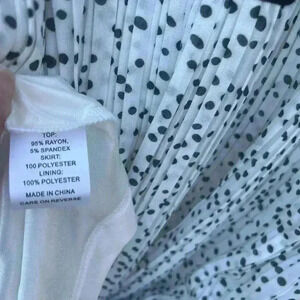 TOP:
95% RAYON,
5% SPANDEX
SKIRT:
100 POLYESTER
LINING:
100% POLYESTER
MADE IN CHINA
CARE ON REVERSE